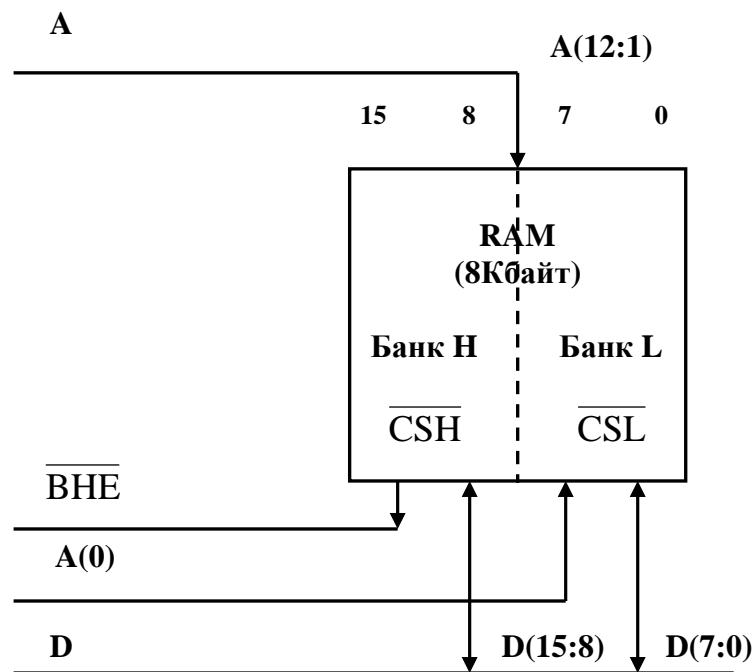 A
A(12:1)
15 8 7 0
RAM
(8Кбайт)
Банк H Банк L
CSH CSL
BHE
A(0)
D D(15:8) D(7:0)